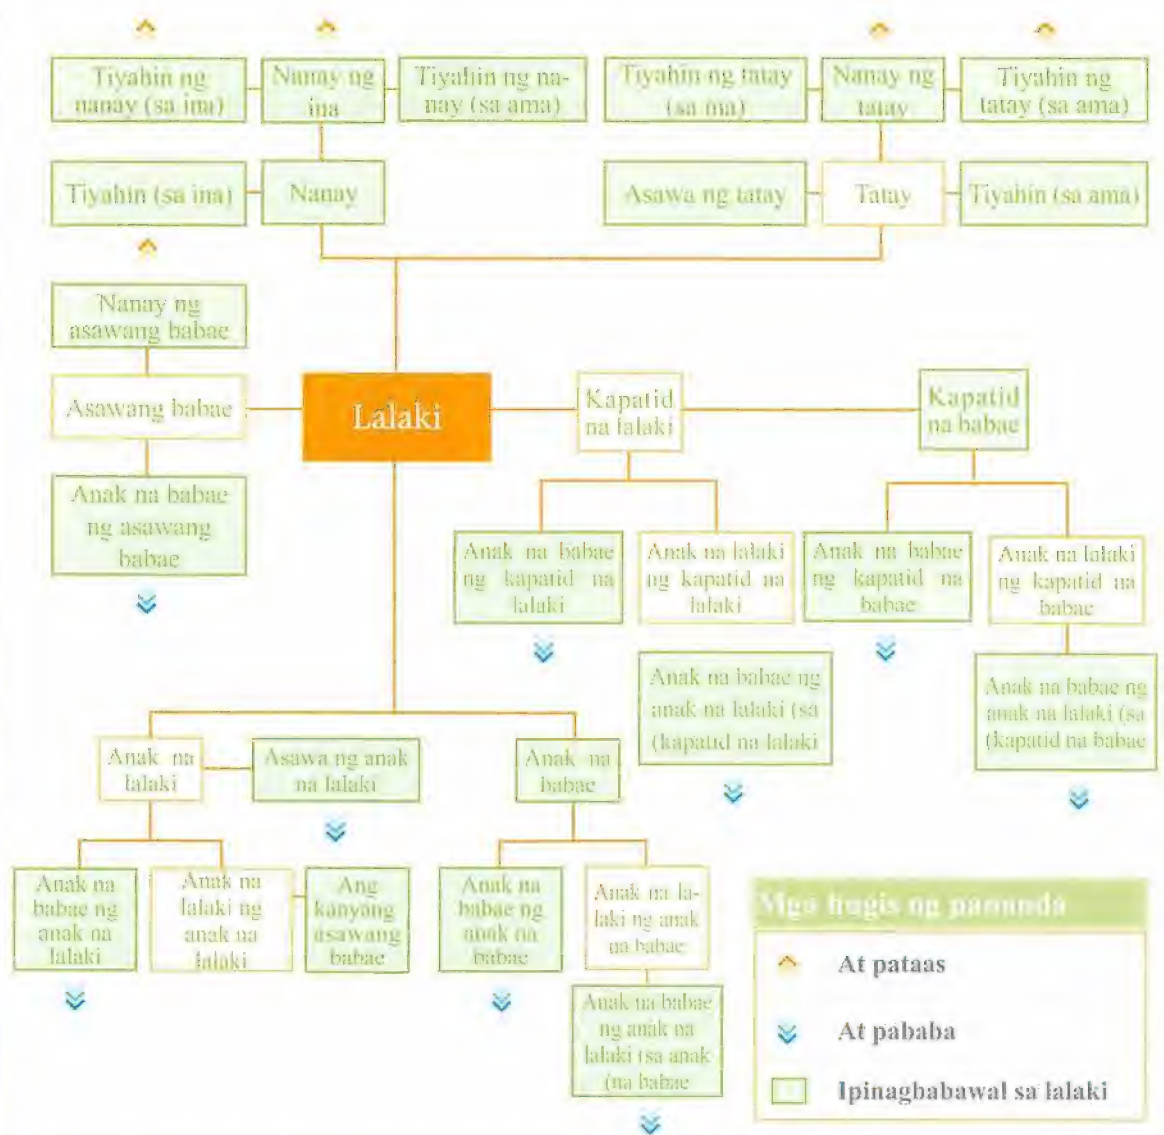 Tiyahin ng
nanay (sa ina)
Nanay ng
ina
Tiyahin ng na-
nay (sa ama)
Tiyahin ng tatay
(sa ina)
Nanay ng
tatay
Tiyahin ng
tatay (sa ama)
Tiyahin (sa ina)
Nanay
Asawa ng tatay
Tatay
Tiyahin (sa ama)
Nanay ng
asawang babae
Asawang babae
Lalaki
Kapatid
na lalaki
Kapatid
na babae
Anak na babae
ng asawang
babae
Anak na babae
ng kapatid na
lalaki
Anak na lalaki
ng kapatid na
lalaki
Anak na babae
ng kapatid na
babae
Anak na lalaki
ng kapatid na
babae
Anak na babae ng
anak na lalaki (sa
(kapatid na lalaki
Anak na babae ng
anak na lalaki (sa
(kapatid na babae
Anak na
lalaki
Asawa ng anak
na lalaki
Anak na
babae
Anak na
babae ng
anak na
lalaki
Anak na
lalaki ng
anak na
lalaki
Ang
kanyang
asawang
babae
Anak na
babae ng
anak na
babae
Anak na la-
laki ng anak
na babae
Anak na babae
ng anak na
lalaki (sa anak
(na babae
Mga hugis ng pananda
At pataas
At pababa
Ipinagbabawal sa lalaki